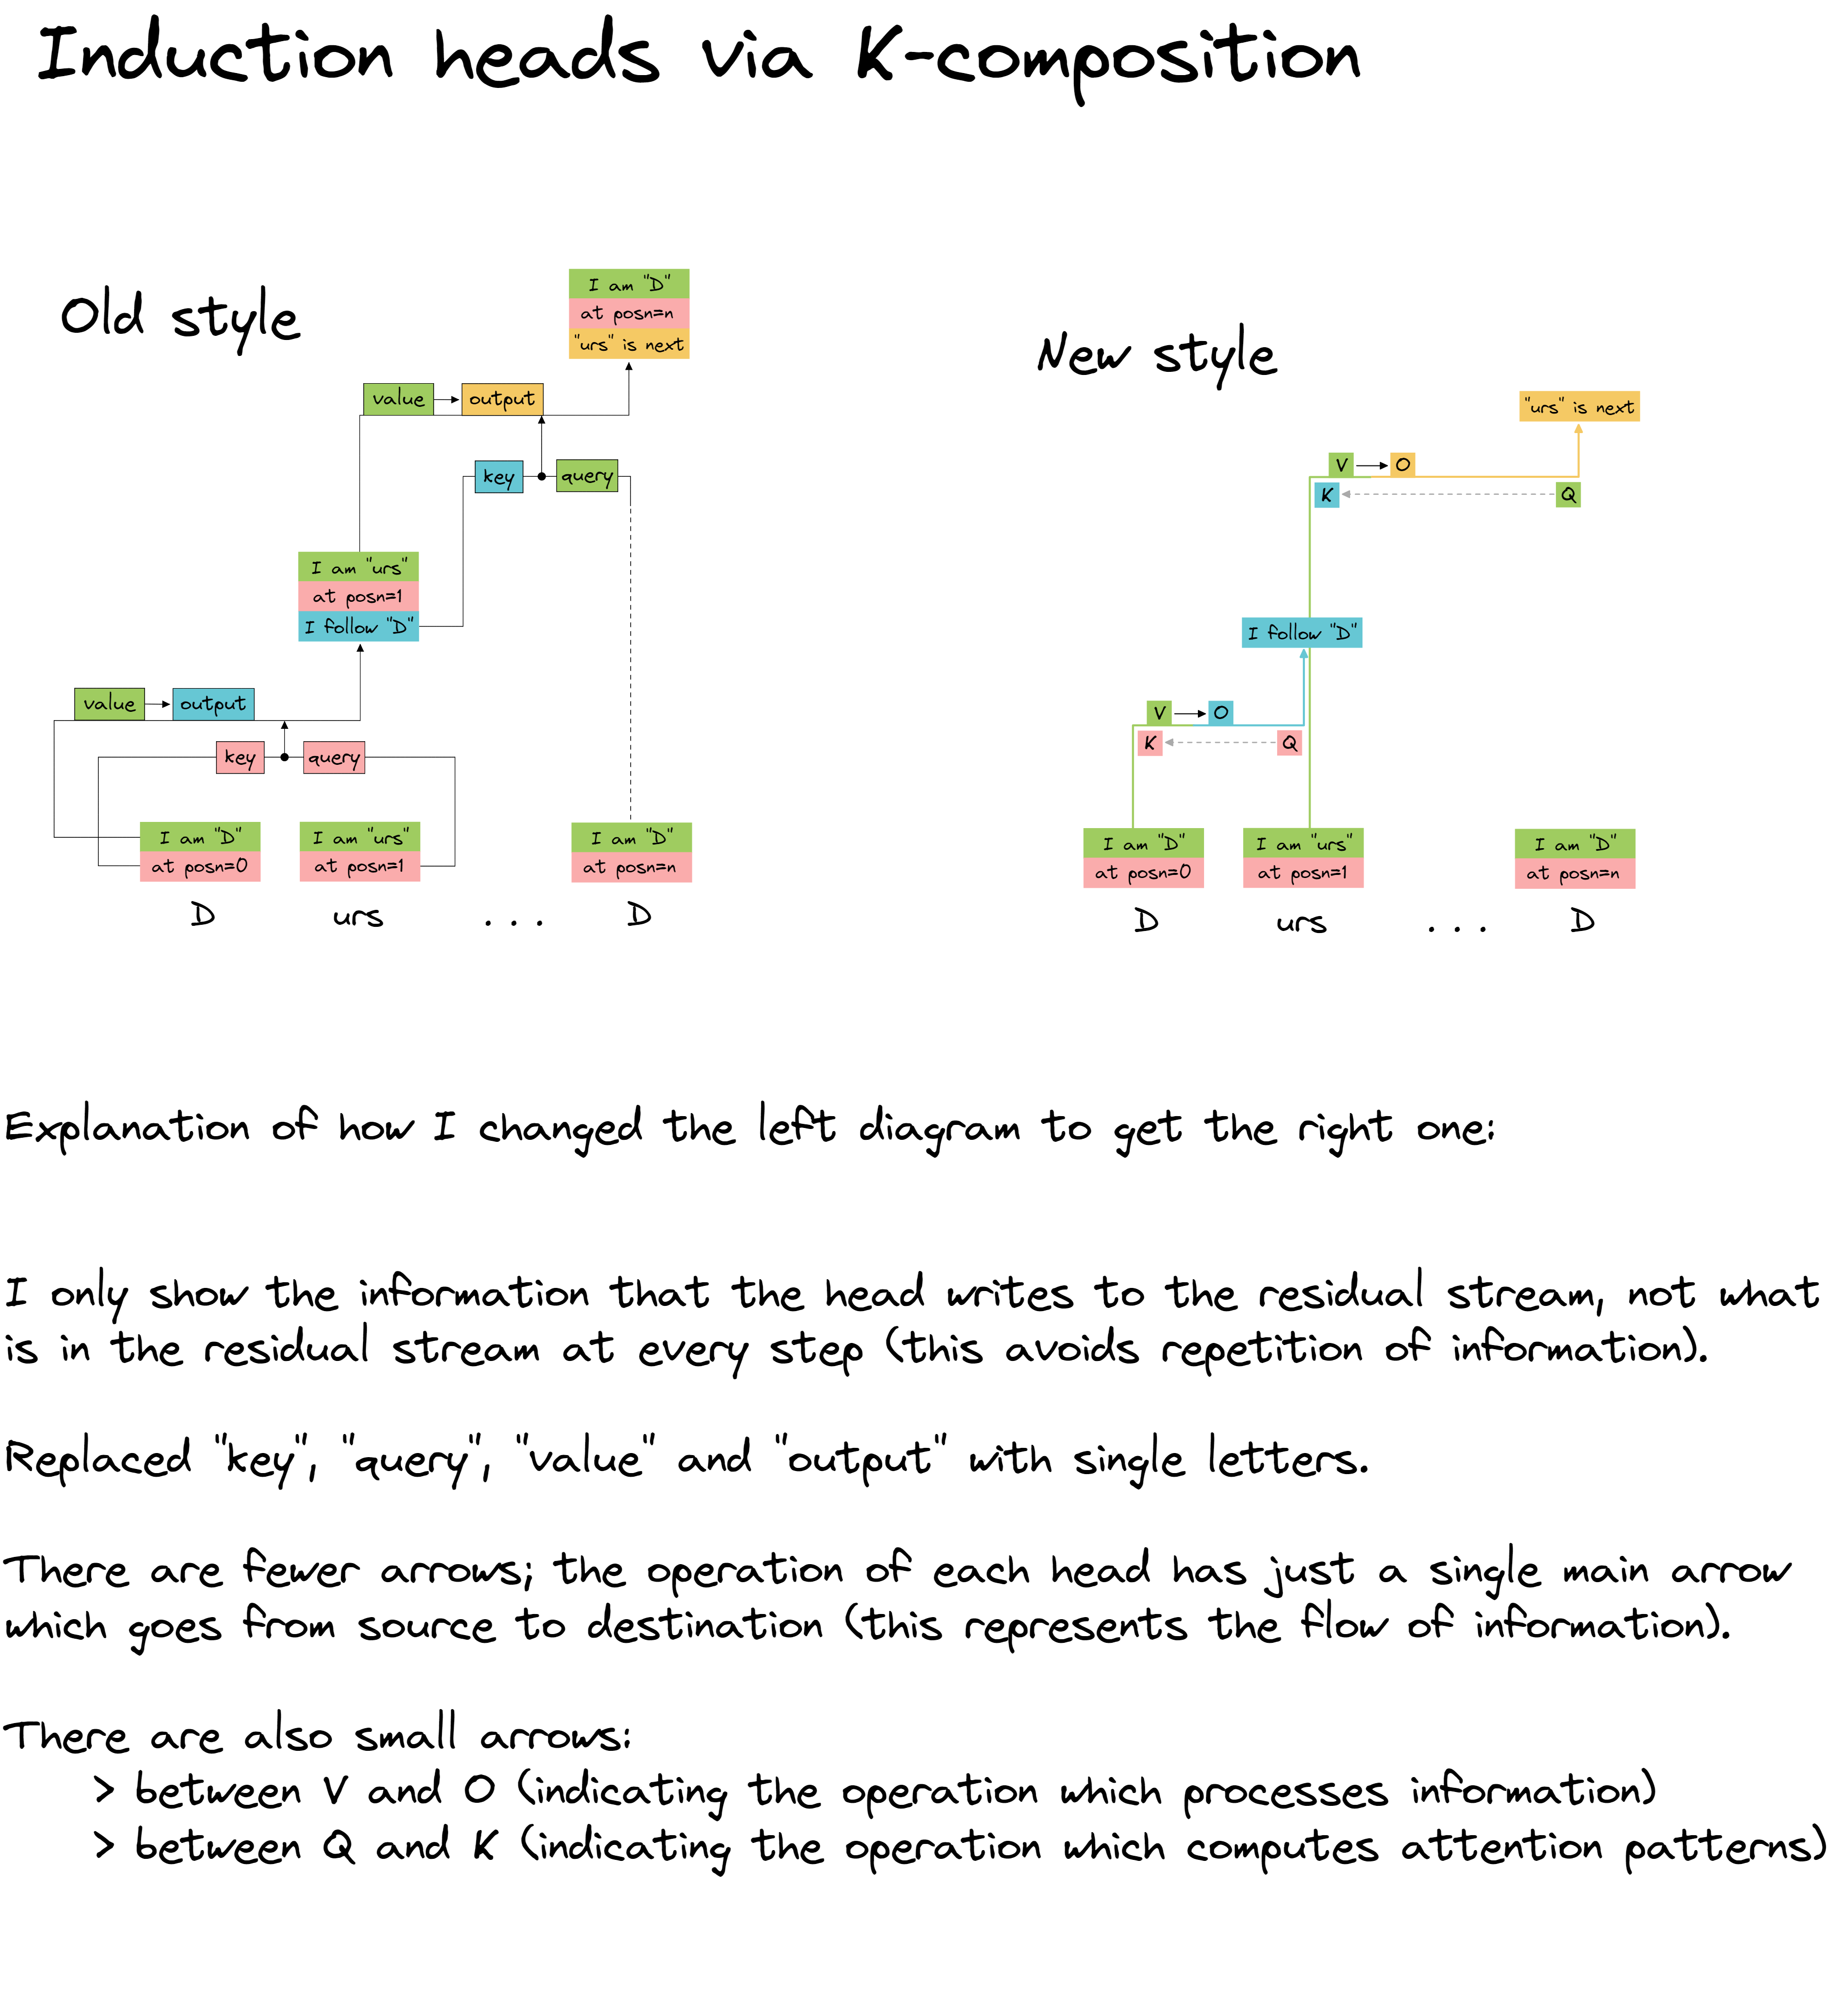 Induction heads via K-composition
Old style
I am "D"
at posn=n
"urs" is next
value
output
key
query
I am "urs"
at posn=1
I follow "D"
value
output
key
query
I am "D"
at posn=0
I am "urs"
at posn=1
I am "D"
at posn=n
D
urs
...
D
New style
"urs" is next
V
O
K
Q
I follow "D"
V
O
K
Q
I am "D"
at posn=0
I am "urs"
at posn=1
I am "D"
at posn=n
D
urs
...
D
Explanation of how I changed the left diagram to get the right one:
I only show the information that the head writes to the residual stream, not what
is in the residual stream at every step (this avoids repetition of information).
Replaced "key", "query", "value" and "output" with single letters.
There are fewer arrows; the operation of each head has just a single main arrow
which goes from source to destination (this represents the flow of information).
There are also small arrows:
> between V and O (indicating the operation which processes information)
> between Q and K (indicating the operation which computes attention patterns)